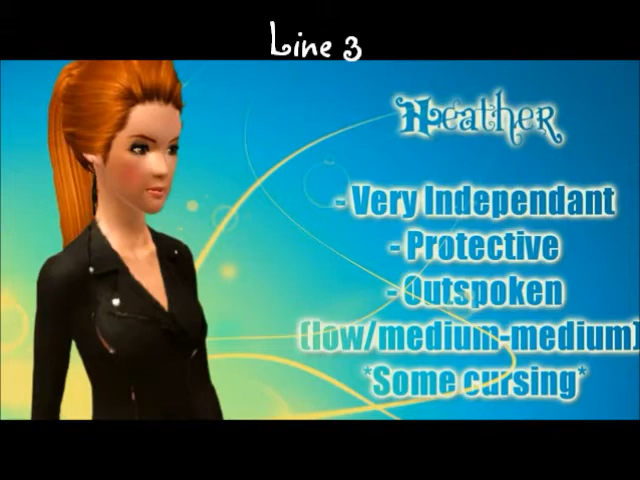 Line 3
Heather
- Very Independant
- Protective
- Outspoken
(low/medium-medium)
*Some cursing*